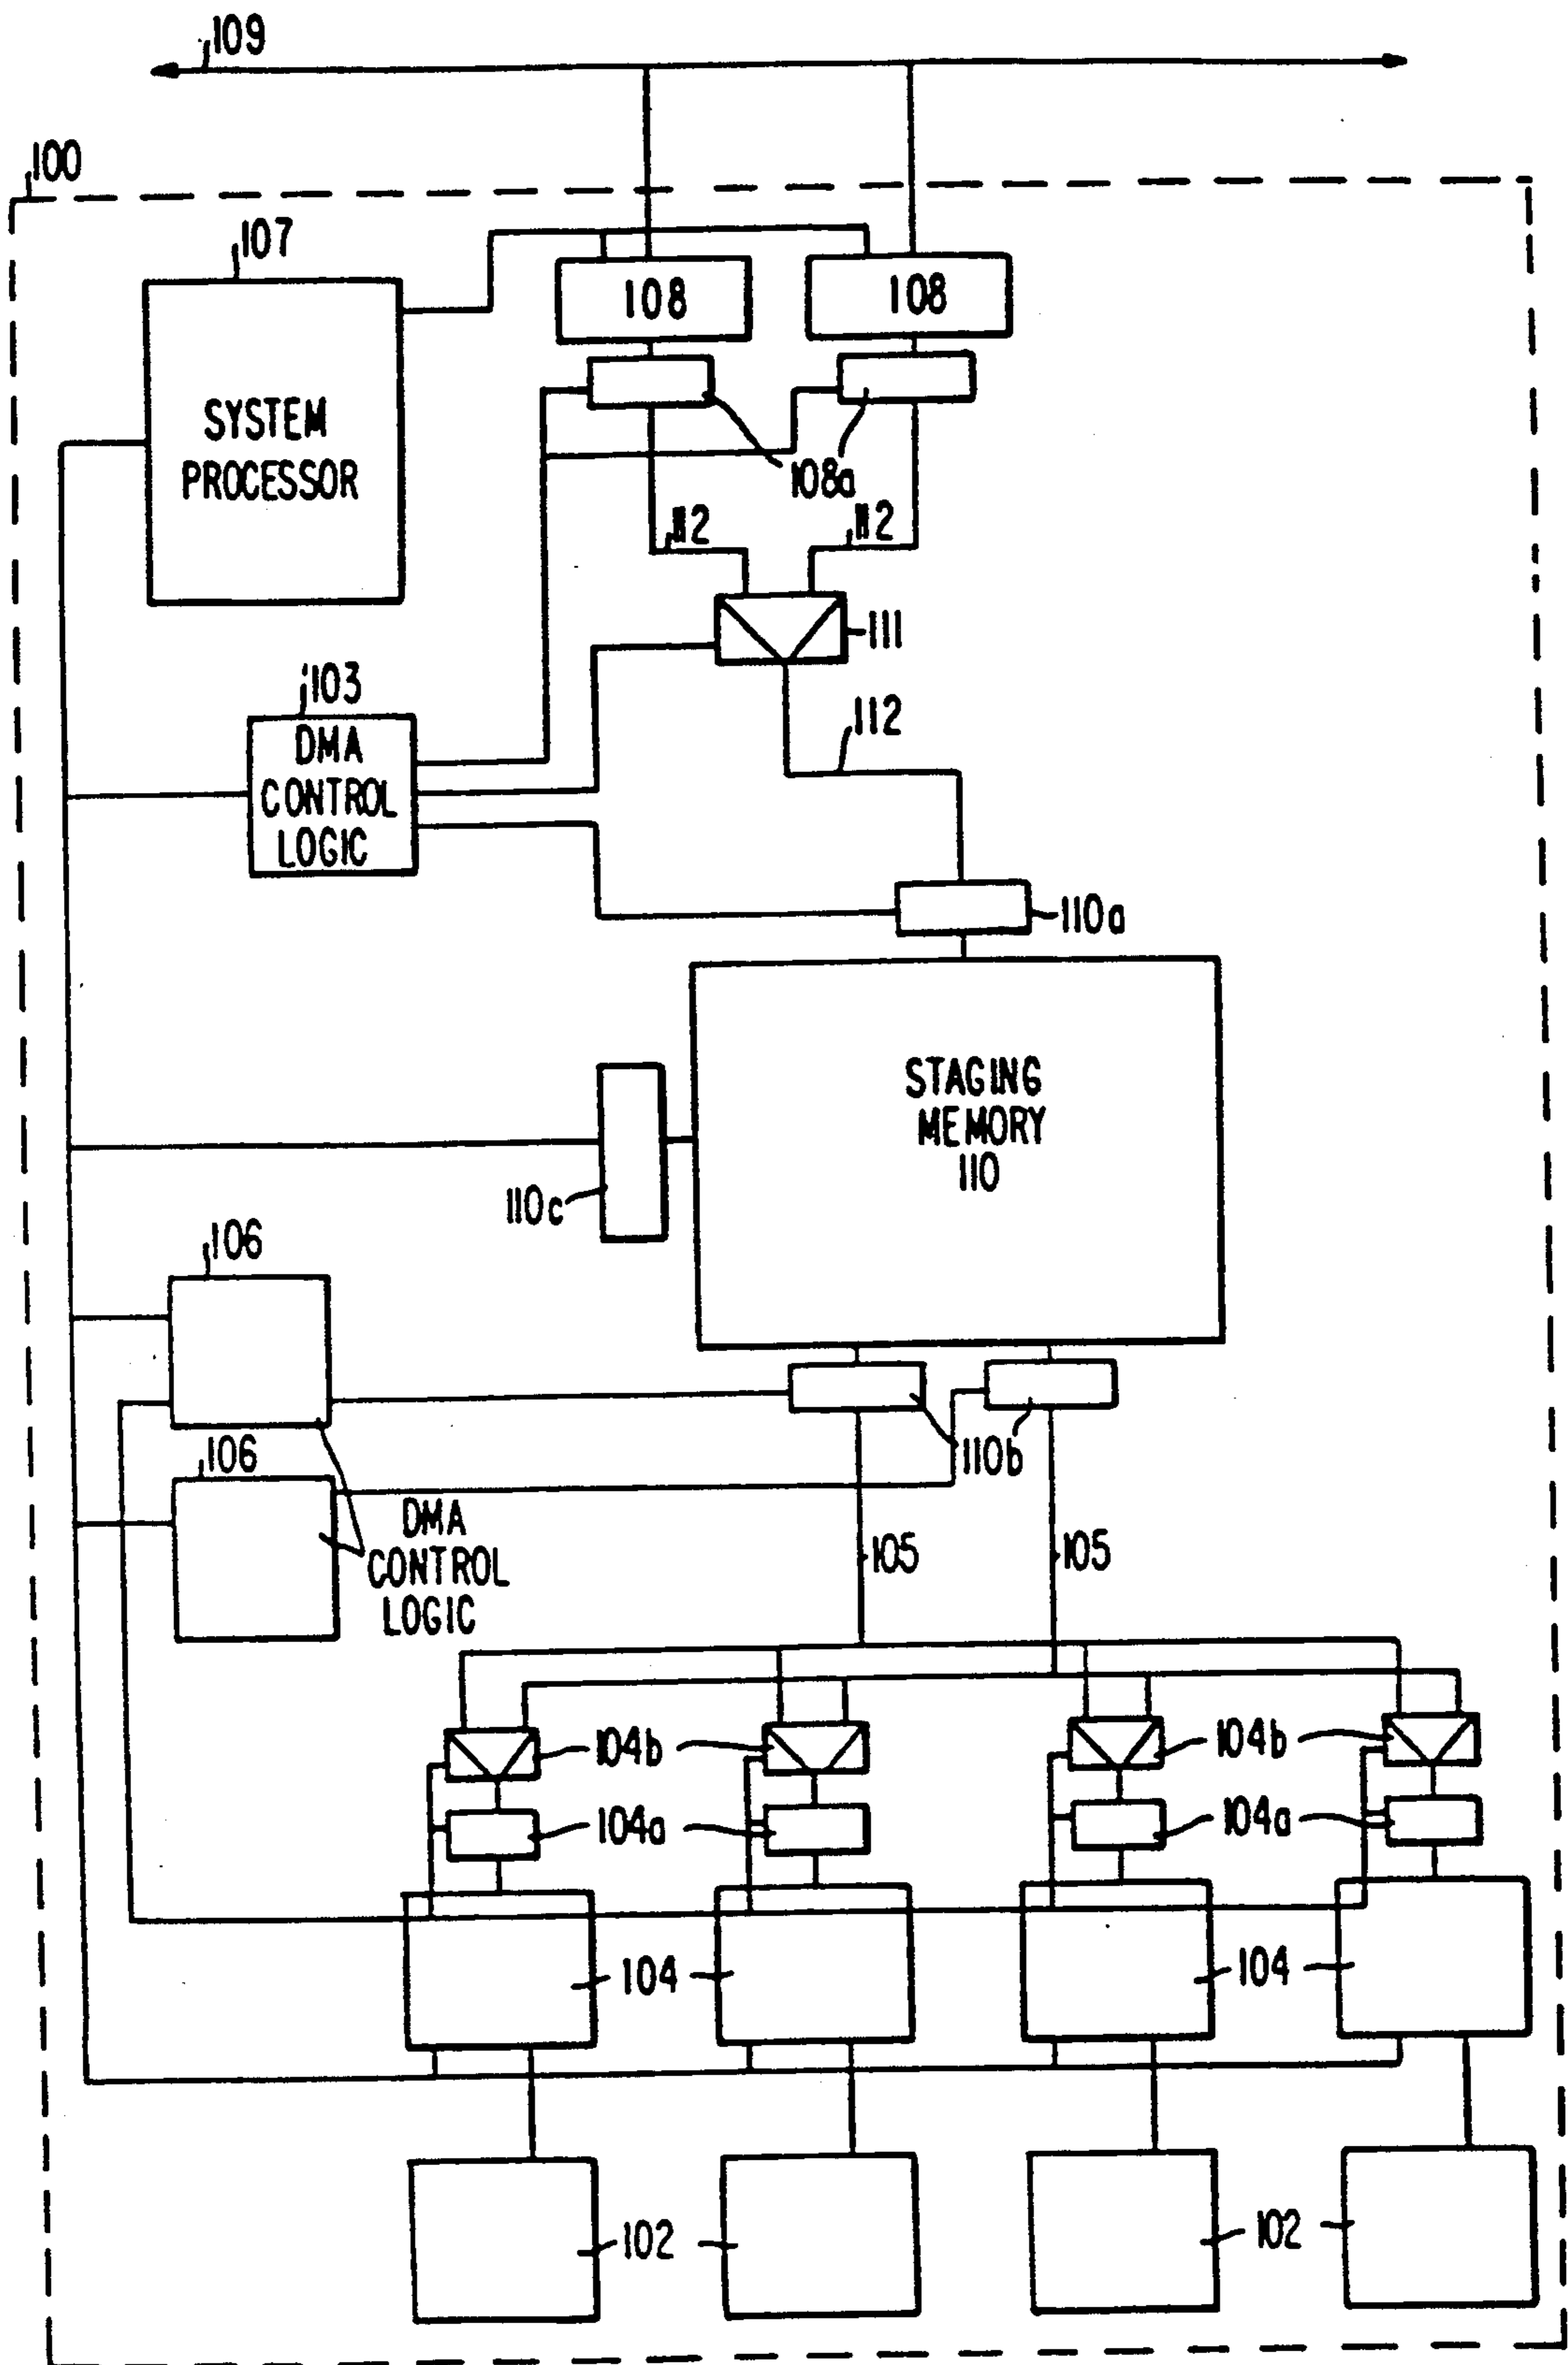 109
100
107
108
108
SYSTEM
PROCESSOR
108a
112
112
111
103
DMA
CONTROL
LOGIC
112
110a
STAGING
MEMORY
110
110c
106
110b
106
DMA
CONTROL
LOGIC
105
105
104b
104b
104a
104a
104
104
102
102